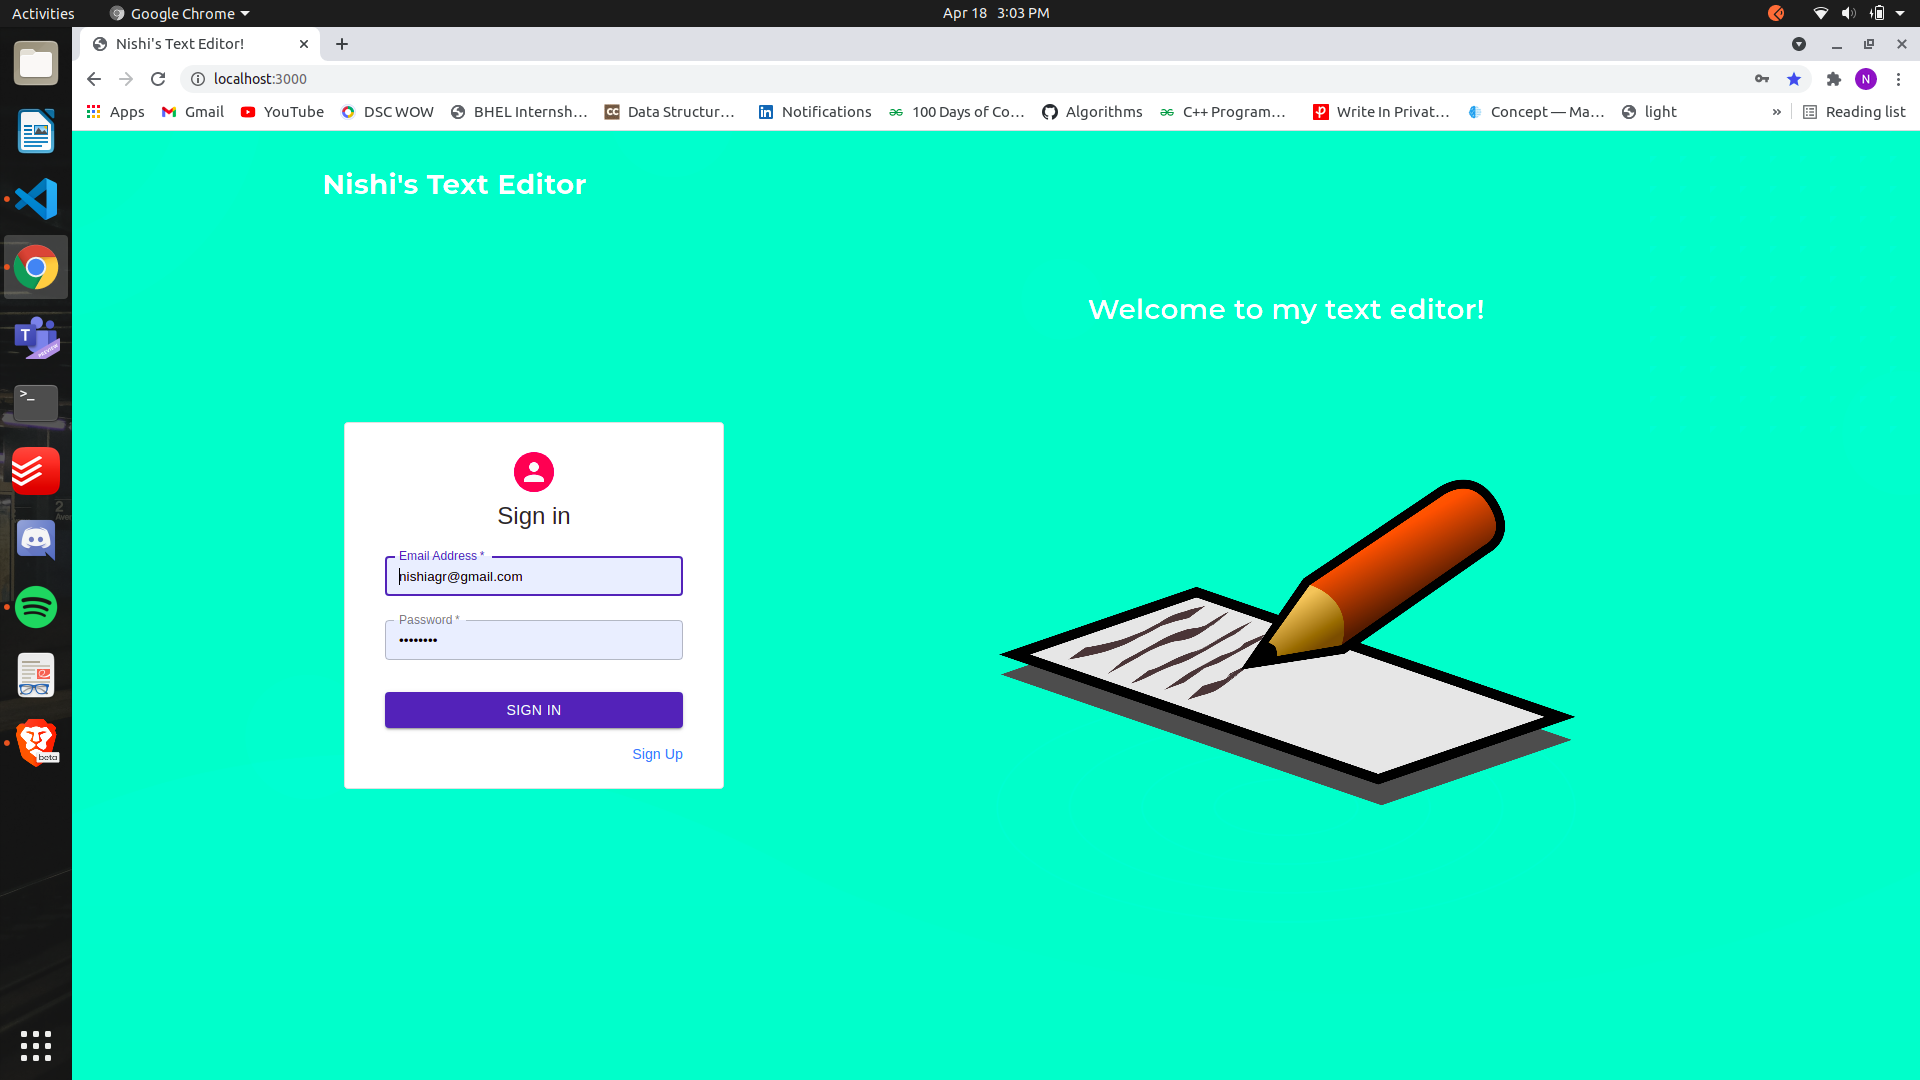 Activities
Google Chrome
Apr 18 3:03 PM
Nishi's Text Editor!
localhost:3000
N
Apps
Gmail
YouTube
DSC WOW
BHEL Internsh…
CC
Data Structur…
Notifications
100 Days of Co…
Algorithms
C++ Program…
Write In Privat…
Concept — Ma…
light
»
Reading list
Nishi's Text Editor
Welcome to my text editor!
Sign in
Email Address *
nishiagr@gmail.com
Password *
••••••••
SIGN IN
Sign Up
T
PREVIEW
>_
beta